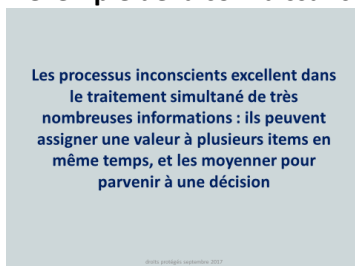 Les processus inconscients excellent dans
le traitement simultané de très
nombreuses informations : ils peuvent
assigner une valeur à plusieurs items en
même temps, et les moyenner pour
parvenir à une décision
droits protégés septembre 2017